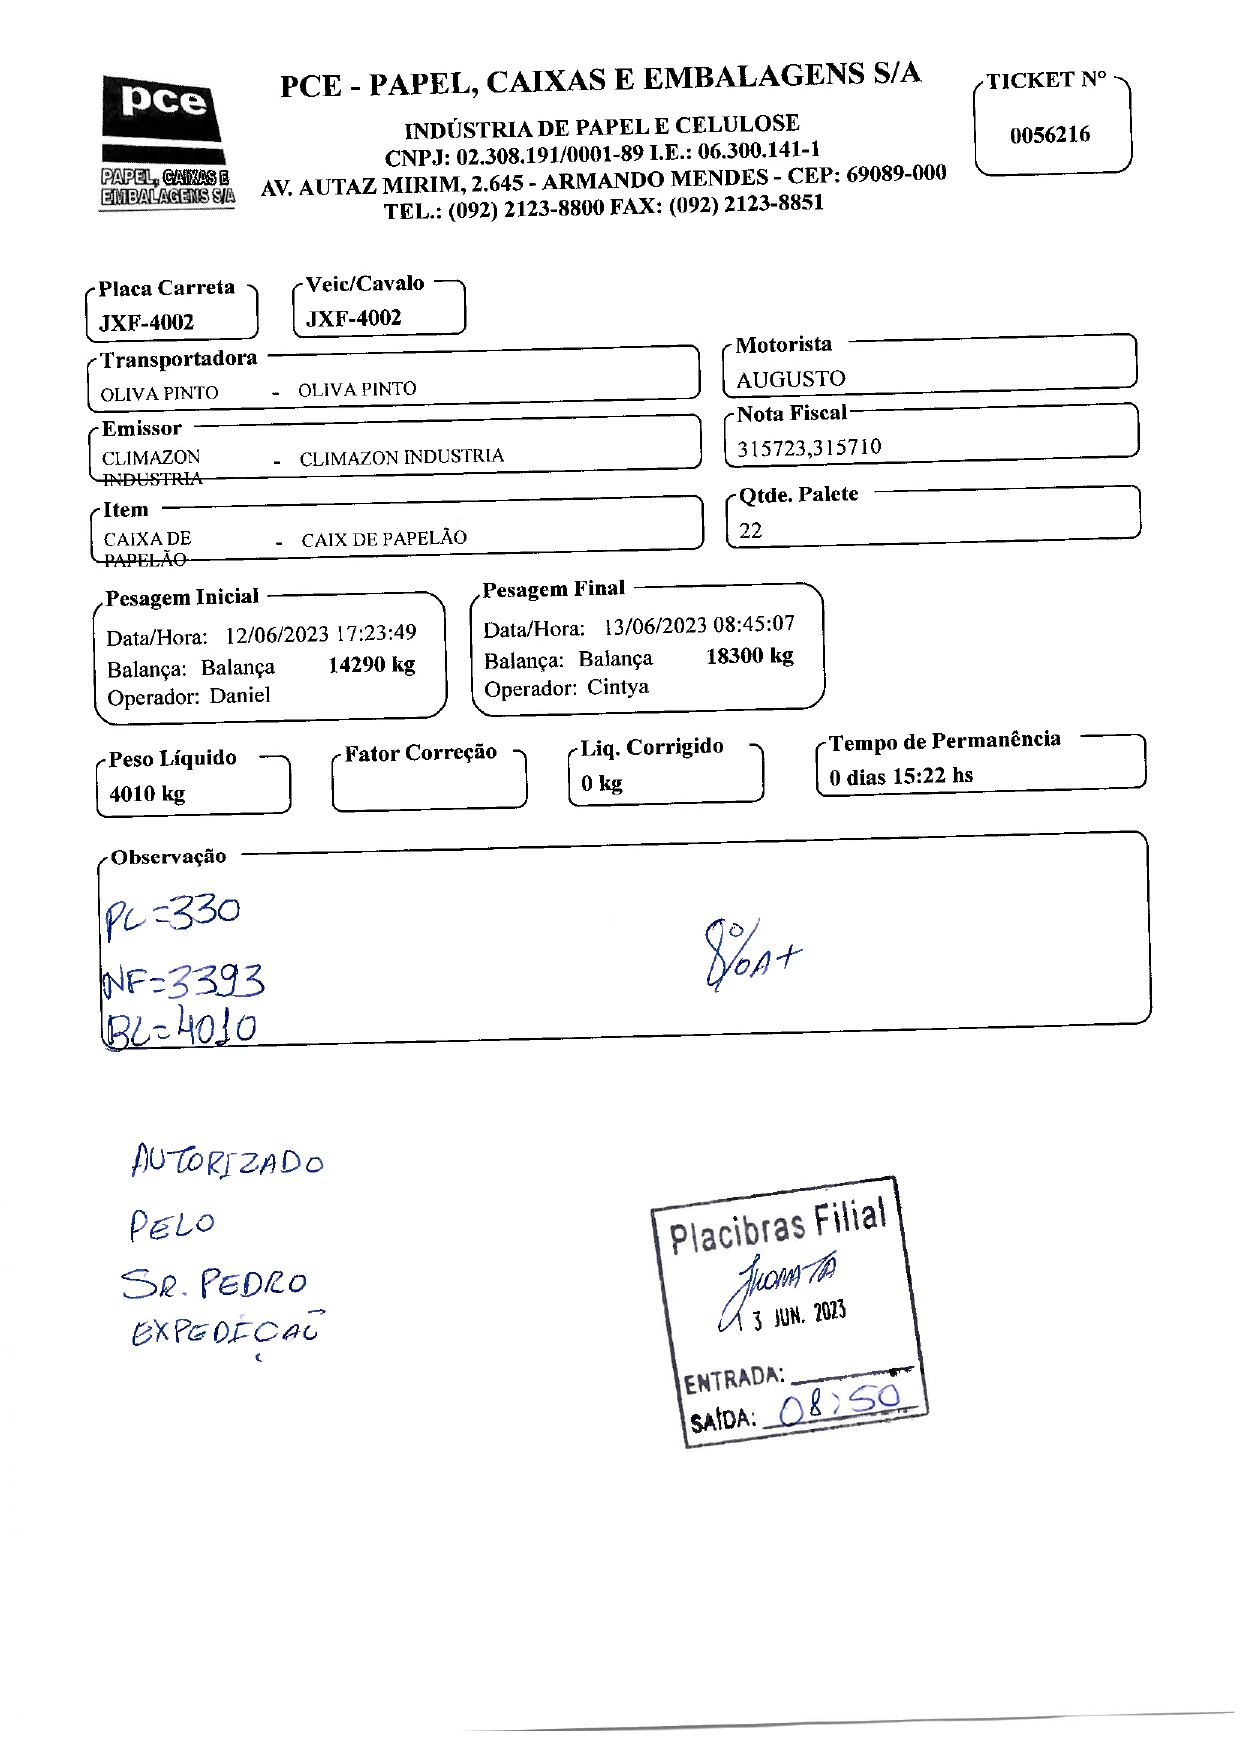 pce
PAPEL, CAIXAS E
EMBALAGENS S/A
PCE - PAPEL, CAIXAS E EMBALAGENS S/A
INDÚSTRIA DE PAPEL E CELULOSE
CNPJ: 02.308.191/0001-89 I.E.: 06.300.141-1
AV. AUTAZ MIRIM, 2.645 - ARMANDO MENDES - CEP: 69089-000
TEL.: (092) 2123-8800 FAX: (092) 2123-8851
TICKET Nº
0056216
Placa Carreta
JXF-4002
Veic/Cavalo
JXF-4002
Transportadora
OLIVA PINTO - OLIVA PINTO
Motorista
AUGUSTO
Emissor
CLIMAZON - CLIMAZON INDUSTRIA
INDUSTRIA
Nota Fiscal
315723,315710
Item
CAIXA DE - CAIX DE PAPELÃO
PAPELÃO
Qtde. Palete
22
Pesagem Inicial
Data/Hora: 12/06/2023 17:23:49
Balança: Balança 14290 kg
Operador: Daniel
Pesagem Final
Data/Hora: 13/06/2023 08:45:07
Balança: Balança 18300 kg
Operador: Cintya
Peso Líquido
4010 kg
Fator Correção
Liq. Corrigido
0 kg
Tempo de Permanência
0 dias 15:22 hs
Observação
PL=330
NF=3393
BL=4010
8% A+
AUTORIZADO
PELO
SR. PEDRO
EXPEDIÇAÕ
Placibras Filial
13 JUN. 2023
ENTRADA:
SAÍDA: 08:50